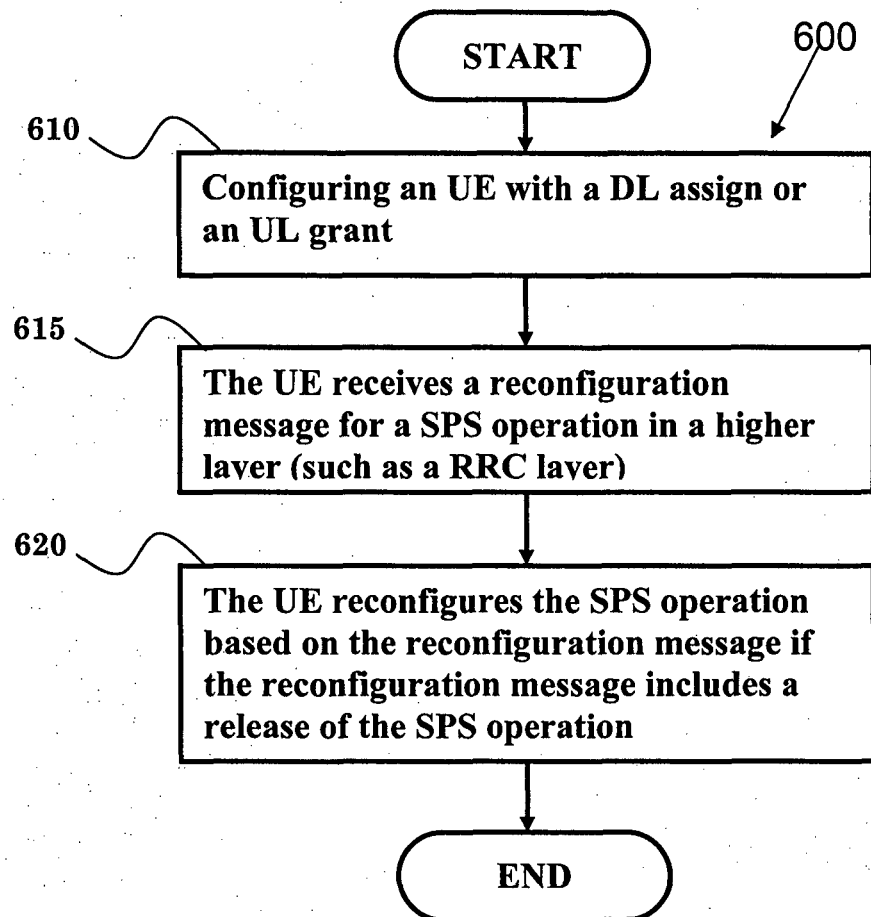 START
600
610
Configuring an UE with a DL assign or
an UL grant
615
The UE receives a reconfiguration
message for a SPS operation in a higher
layer (such as a RRC layer)
620
The UE reconfigures the SPS operation
based on the reconfiguration message if
the reconfiguration message includes a
release of the SPS operation
END